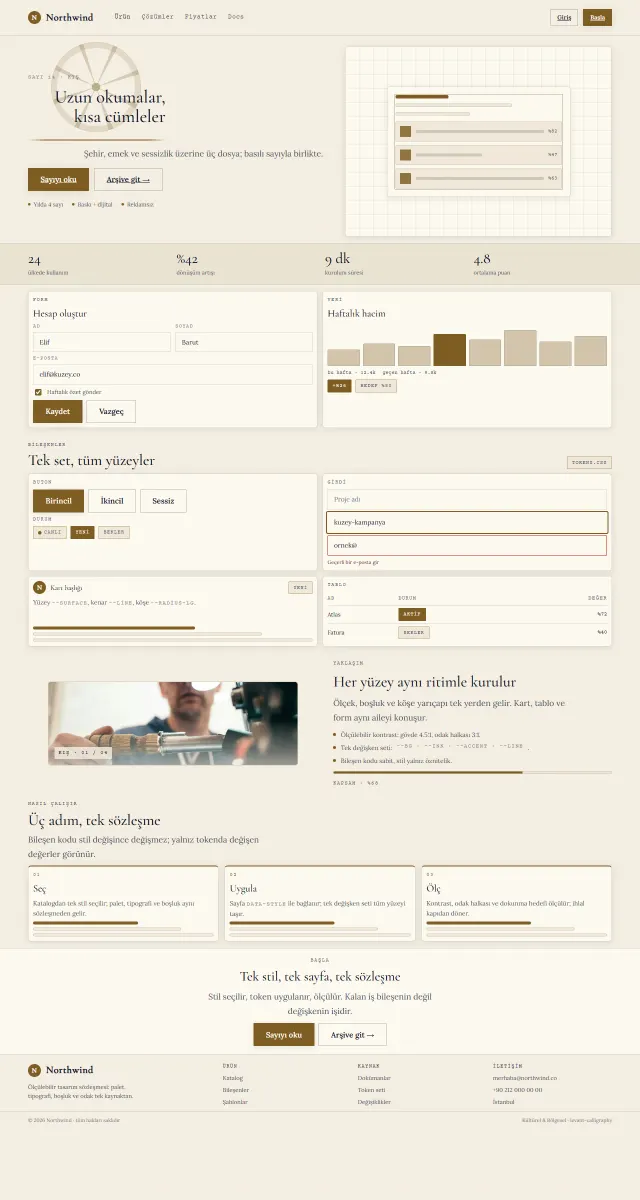 N Northwind Ürün Çözümler Fiyatlar Docs Giriş Başla
Uzun okumalar,
kısa cümleler
Şehir, emek ve sessizlik üzerine üç dosya; basılı sayıyla birlikte.
Sayıyı oku Arşive git →
Yılda 4 sayı Baskı + dijital Reklamsız
%82
%47
%63
24 %42 9 dk 4.8
ülkede kullanım dönüşüm artışı kurulum süresi ortalama puan
FORM
Hesap oluştur
AD SOYAD
Elif Barut
E-POSTA
elif@kuzey.co
Haftalık özet gönder
Kaydet Vazgeç
VERİ
Haftalık hacim
Bu hafta · 12.4k geçen hafta · 9.8k
HEDEF %60
BİLEŞENLER
Tek set, tüm yüzeyler
TOKENS.CSS
BUTON
Birincil İkincil Sessiz
DURUM
CANLI YENİ BEKLER
GİRDİ
Proje adı
kuzey-kampanya
ornek@
Geçerli bir e-posta gir
N Kart başlığı YENİ
Yüzey --SURFACE, kenar --LINE, köşe --RADIUS-LG.
TABLO
AD DURUM DEĞER
Atlas AKTİF %72
Fatura BEKLER %40
KIŞ · 01 / 04
YAKLAŞIM
Her yüzey aynı ritimle kurulur
Ölçek, boşluk ve köşe yarıçapı tek yerden gelir. Kart, tablo ve
form aynı aileyi konuşur.
Ölçülebilir kontrast: gövde 4.5:1, odak halkası 3:1.
Tek değişken seti: --BG · --INK · --ACCENT · --LINE .
Bileşen kodu sabit, stil yalnız öznitelik.
KAPSAM · %68
NASIL ÇALIŞIR
Üç adım, tek sözleşme
Bileşen kodu stil değişince değişmez; yalnız tokenda değişen
değerler görünür.
01
Seç
Katalogdan tek stil seçilir; palet, tipografi ve boşluk aynı
sözleşmeden gelir.
02
Uygula
Sayfa DATA-STYLE ile bağlanır; tek değişken seti tüm yüzeyi
taşır.
03
Ölç
Kontrast, odak halkası ve dokunma hedefi ölçülür; ihlal
kapıdan döner.
BAŞLA
Tek stil, tek sayfa, tek sözleşme
Stil seçilir, token uygulanır, ölçülür. Kalan iş bileşenin değil
değişkenin işidir.
Sayıyı oku Arşive git →
N Northwind
Ölçülebilir tasarım sözleşmesi: palet,
tipografi, boşluk ve odak tek kaynaktan.
ÜRÜN
Katalog
Bileşenler
Şablonlar
KAYNAK
Dokümanlar
Token seti
Değişiklikler
İLETİŞİM
merhaba@northwind.co
+90 212 000 00 00
İstanbul
© 2026 Northwind · tüm hakları saklıdır